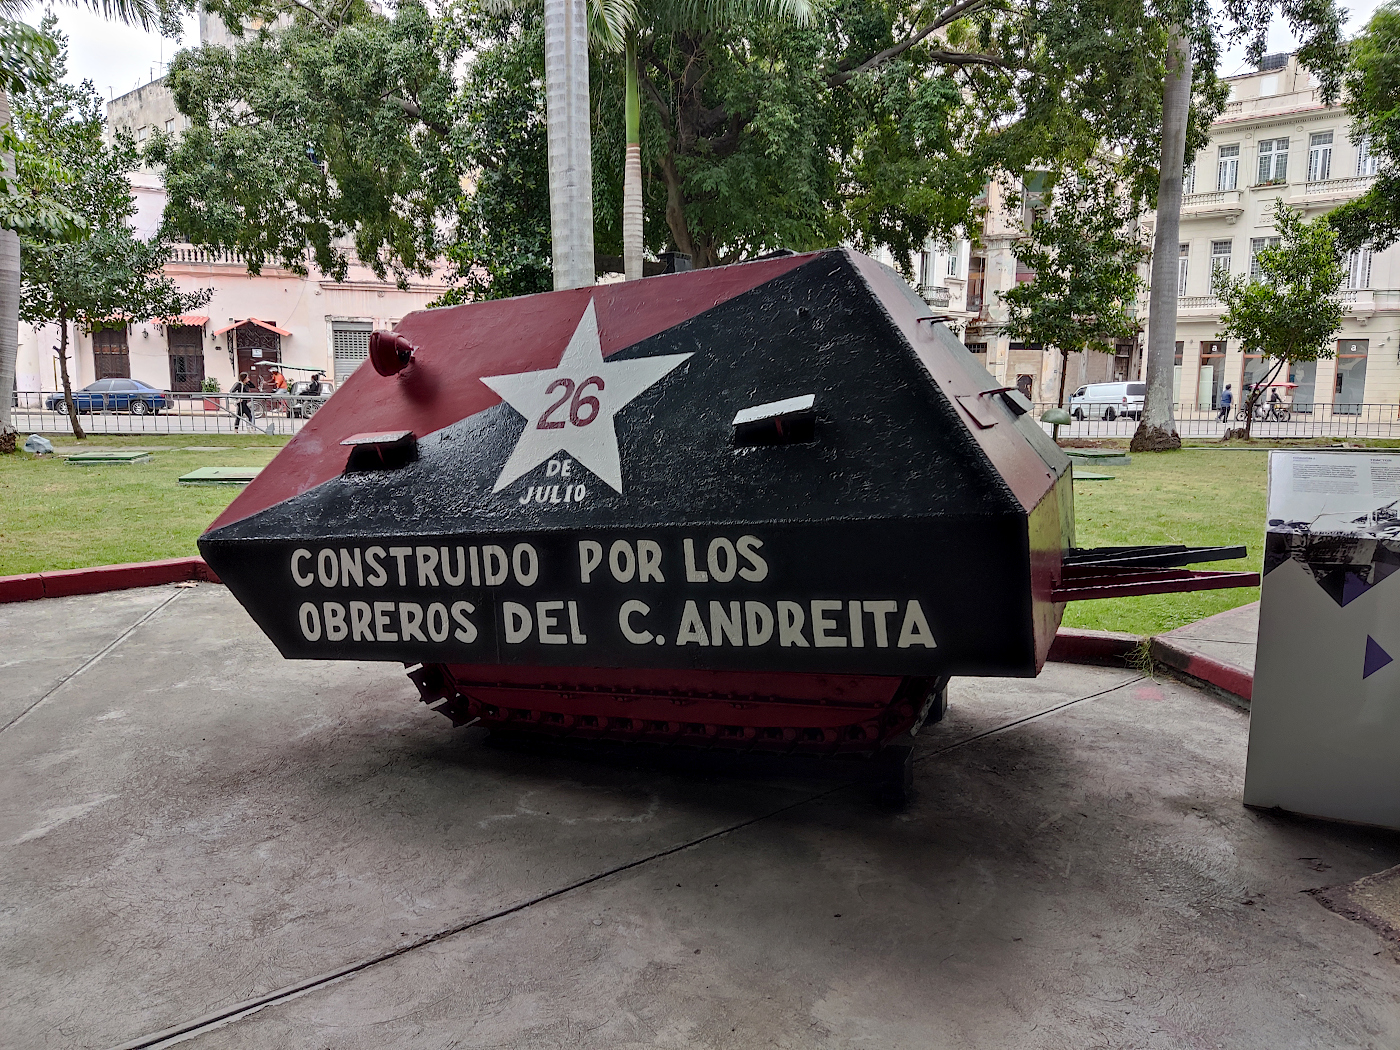 26
DE
JULIO
CONSTRUIDO POR LOS
OBREROS DEL C. ANDREITA